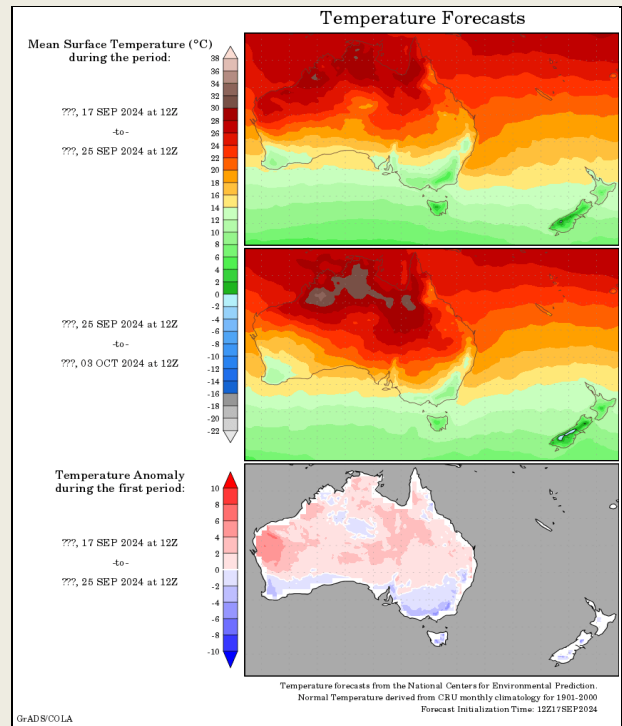 Temperature Forecasts
Mean Surface Temperature (°C)
during the period:
???, 17 SEP 2024 at 12Z
-to-
???, 25 SEP 2024 at 12Z
38
36
34
32
30
28
26
24
22
20
18
16
14
12
10
8
6
4
2
0
-2
-4
-6
-8
-10
-12
-14
-16
-18
-20
-22
???, 25 SEP 2024 at 12Z
-to-
???, 03 OCT 2024 at 12Z
Temperature Anomaly
during the first period:
???, 17 SEP 2024 at 12Z
-to-
???, 25 SEP 2024 at 12Z
10
8
6
4
2
0
-2
-4
-6
-8
-10
Temperature forecasts from the National Centers for Environmental Prediction.
Normal Temperature derived from CRU monthly climatology for 1901-2000
Forecast Initialization Time: 12Z17SEP2024
GrADS/COLA